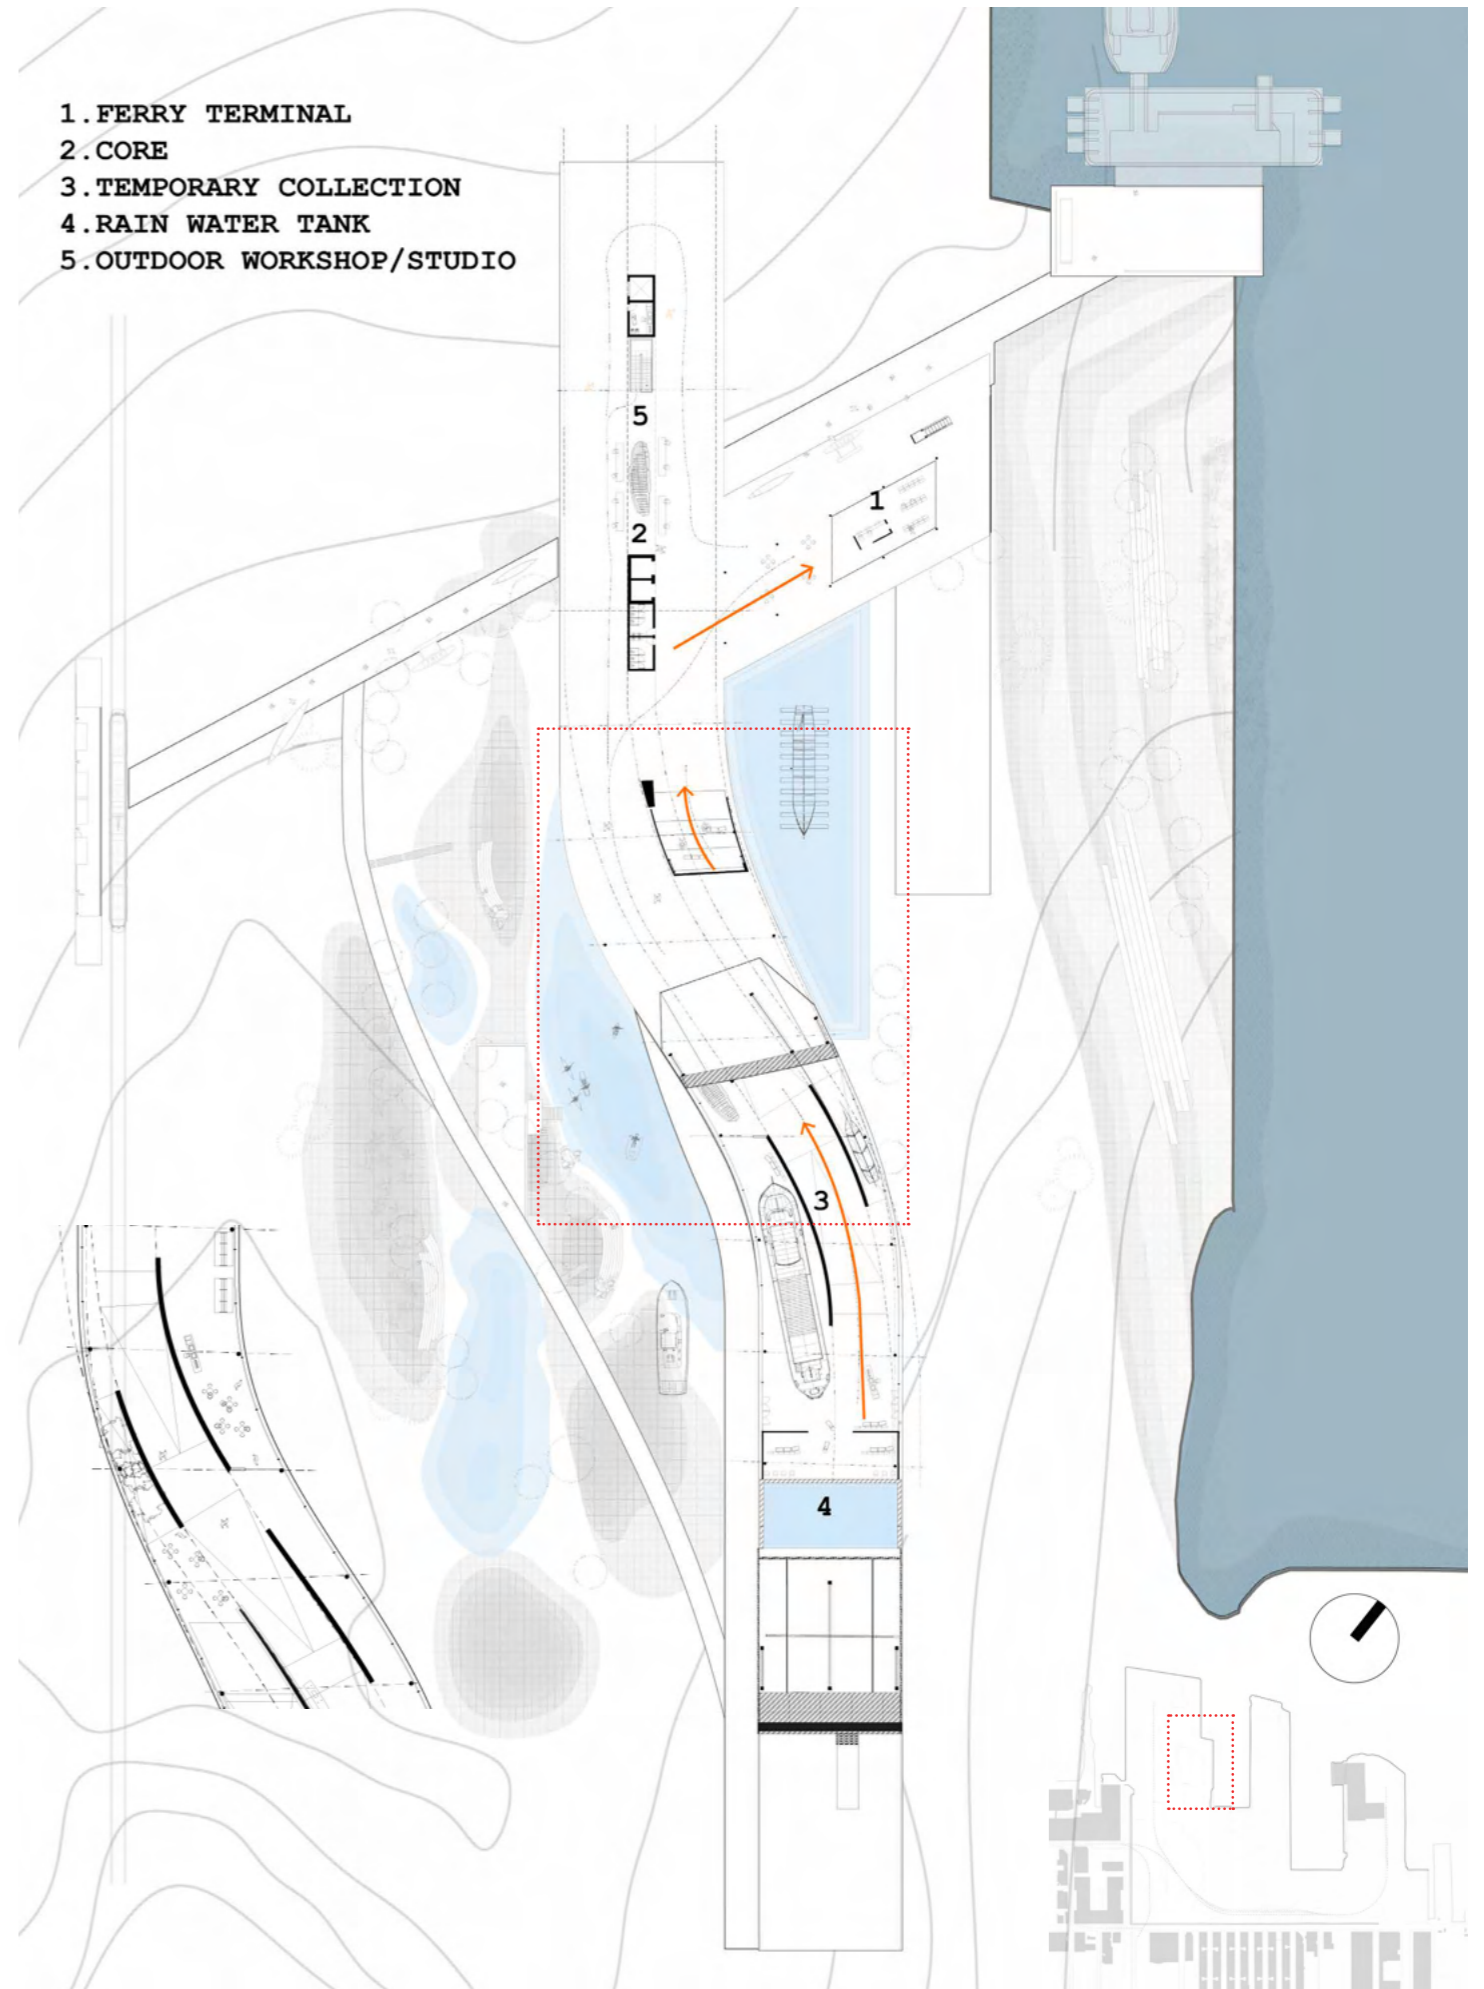 1.FERRY TERMINAL
2.CORE
3.TEMPORARY COLLECTION
4.RAIN WATER TANK
5.OUTDOOR WORKSHOP/STUDIO
5
1
2
3
4